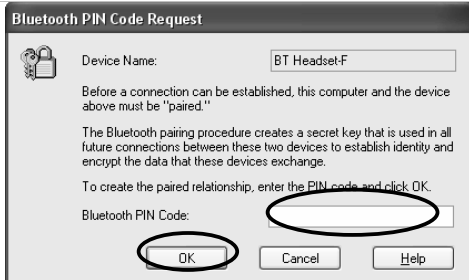 Bluetooth PIN Code Request
Device Name: BT Headset-F
Before a connection can be established, this computer and the device
above must be "paired."
The Bluetooth pairing procedure creates a secret key that is used in all
future connections between these two devices to establish identity and
encrypt the data that these devices exchange.
To create the paired relationship, enter the PIN code and click OK.
Bluetooth PIN Code:
OK Cancel Help